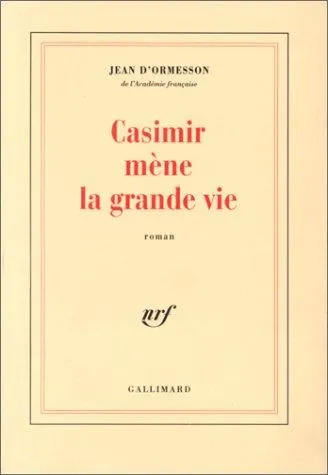 JEAN D'ORMESSON
de l'Académie française
Casimir
mène
la grande vie
roman
nrf
GALLIMARD